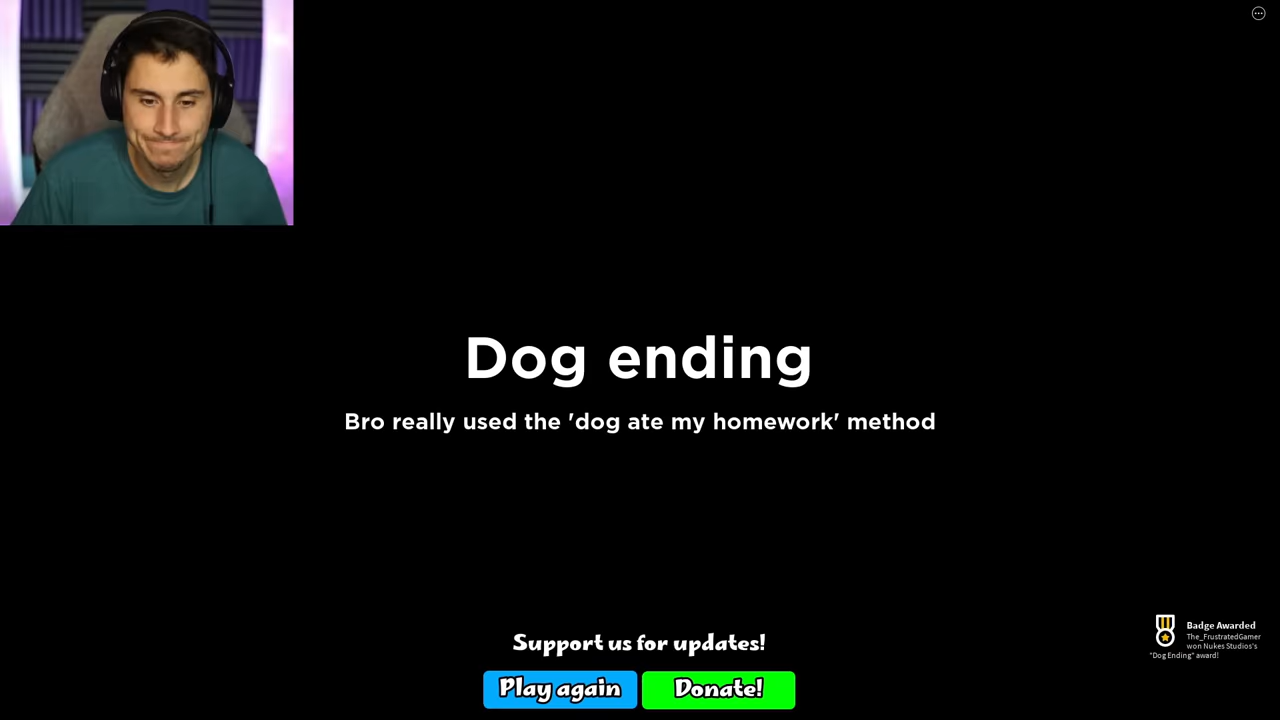 Dog ending
Bro really used the 'dog ate my homework' method
Badge Awarded
The_FrustratedGamer
won Nukes Studios's
"Dog Ending" award!
Support us for updates!
Play again
Donate!